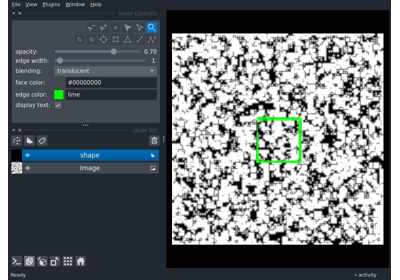 File View Plugins Window Help
layer controls
opacity: 0.70
edge width: 1
blending: translucent
face color: #00000000
edge color: lime
display text:
layer list
shape
Image
Ready
activity